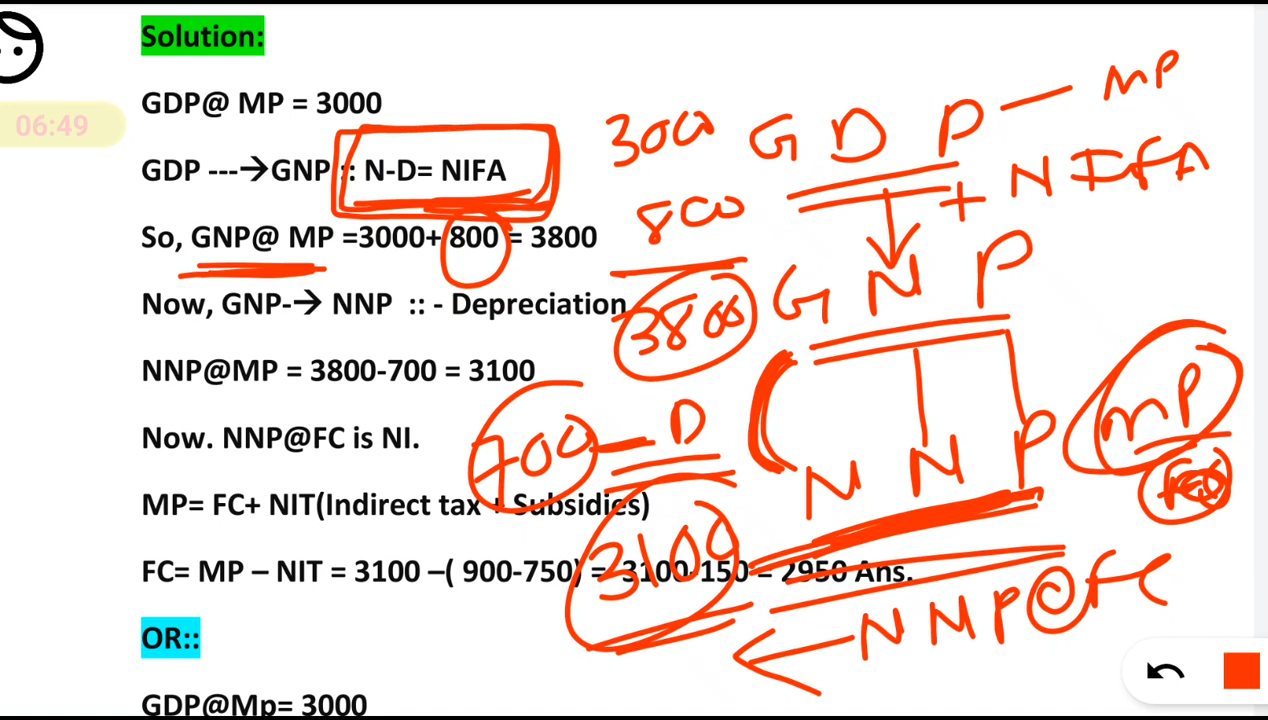 Solution:
06:49
GDP@ MP = 3000
GDP ---→GNP :: N-D= NIFA
So, GNP@ MP =3000+ 800 = 3800
Now, GNP-→ NNP :: - Depreciation
NNP@MP = 3800-700 = 3100
Now. NNP@FC is NI.
MP= FC+ NIT(Indirect tax + Subsidies)
FC= MP – NIT = 3100 –( 900-750) = 3100-150 = 2950 Ans.
OR::
GDP@Mp= 3000
3000 GDP — MP
800 + NIFA
3800 GNP
700 — D
NNP MP
3100
NNP@FC